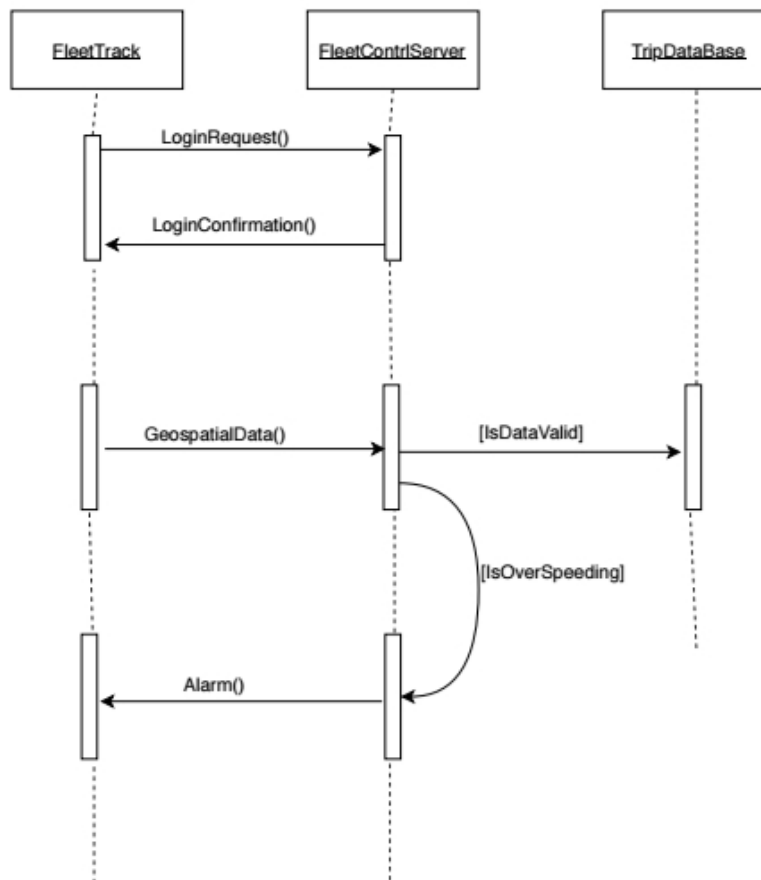 FleetTrack
FleetContrlServer
TripDataBase
LoginRequest()
LoginConfirmation()
GeospatialData()
[IsDataValid]
[IsOverSpeeding]
Alarm()